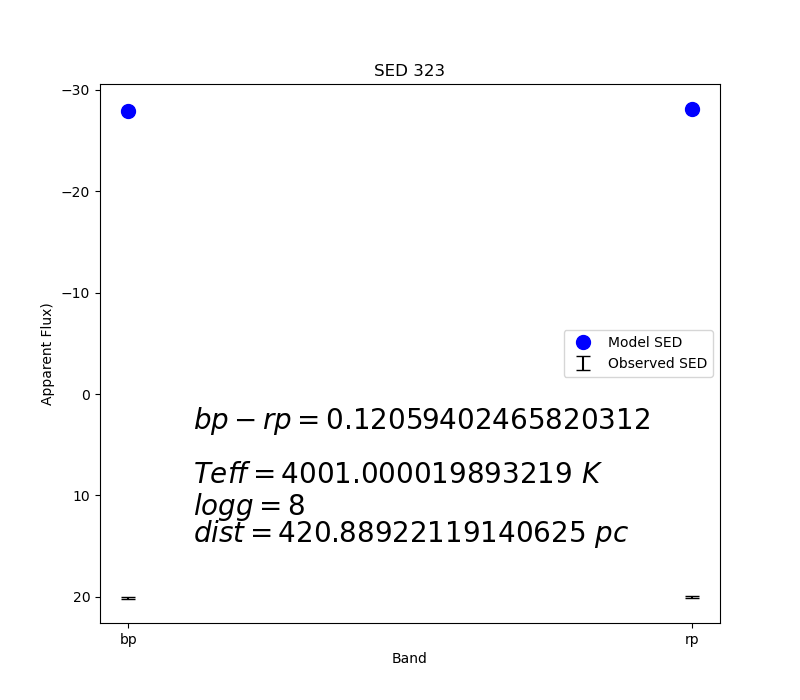 SED 323
−30
−20
−10
0
10
20
Apparent Flux)
Model SED
Observed SED
bp − rp = 0.12059402465820312
Teff = 4001.000019893219 K
logg = 8
dist = 420.88922119140625 pc
bp
rp
Band